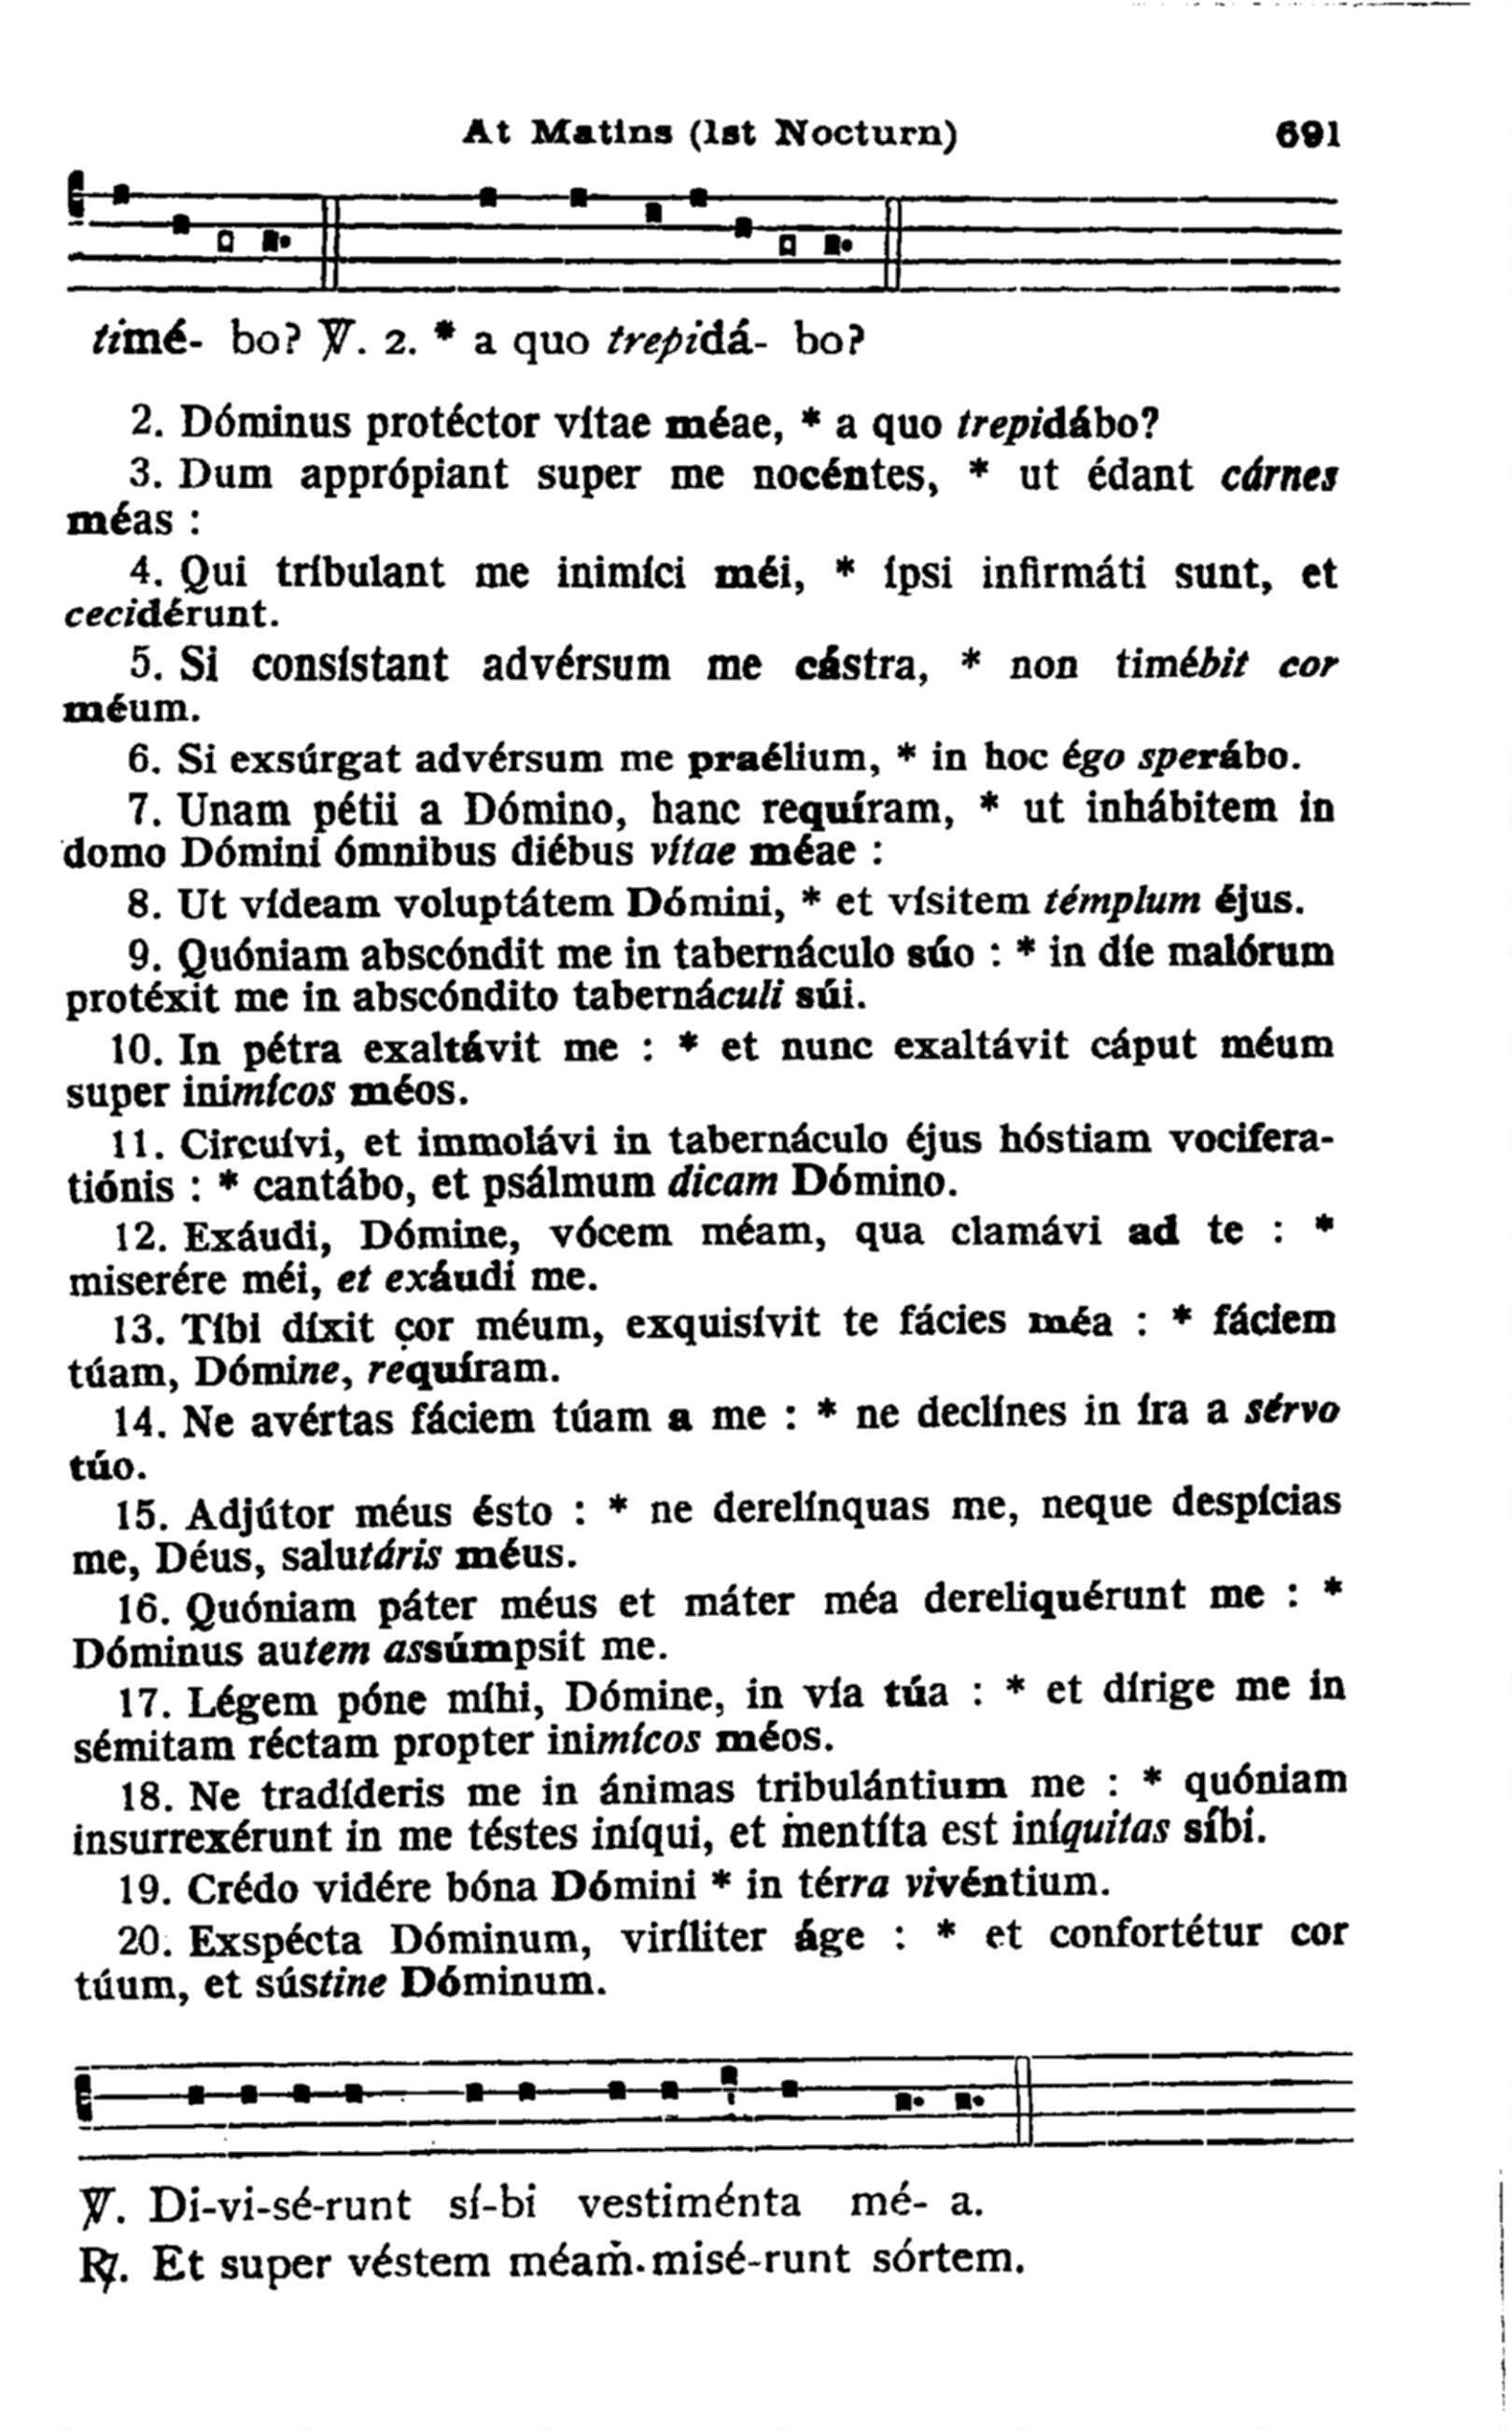 At Matins (1st Nocturn) 691
timé- bo? ℣. 2. * a quo trepidá- bo?
2. Dóminus protéctor vítae méae, * a quo trepidábo?
3. Dum apprópiant super me nocéntes, * ut édant cárnes
méas :
4. Qui tríbulant me inimíci méi, * ípsi infirmáti sunt, et
cecidérunt.
5. Si consístant advérsum me cástra, * non timébit cor
méum.
6. Si exsúrgat advérsum me praélium, * in hoc égo sperábo.
7. Unam pétii a Dómino, hanc requíram, * ut inhábitem in
domo Dómini ómnibus diébus vítae méae :
8. Ut vídeam voluptátem Dómini, * et vísitem témplum éjus.
9. Quóniam abscóndit me in tabernáculo súo : * in díe malórum
protéxit me in abscóndito tabernáculi súi.
10. In pétra exaltávit me : * et nunc exaltávit cáput méum
super inimícos méos.
11. Circuívi, et immolávi in tabernáculo éjus hóstiam vocifera-
tiónis : * cantábo, et psálmum dicam Dómino.
12. Exáudi, Dómine, vócem méam, qua clamávi ad te : *
miserére méi, et exáudi me.
13. Tíbi díxit cor méum, exquisívit te fácies méa : * fáciem
túam, Dómine, requíram.
14. Ne avértas fáciem túam a me : * ne declínes in íra a sérvo
túo.
15. Adjútor méus ésto : * ne derelínquas me, neque despícias
me, Déus, salutáris méus.
16. Quóniam páter méus et máter méa dereliquérunt me : *
Dóminus autem assúmpsit me.
17. Légem póne míhi, Dómine, in vía túa : * et dírige me in
sémitam réctam propter inimícos méos.
18. Ne tradíderis me in ánimas tribulántium me : * quóniam
insurrexérunt in me téstes iníqui, et mentíta est iníquitas síbi.
19. Crédo vidére bóna Dómini * in térra vivéntium.
20. Exspécta Dóminum, viríliter áge : * et confortétur cor
túum, et sústine Dóminum.
℣. Di-vi-sé-runt sí-bi vestiménta mé- a.
℟. Et super véstem méam misé-runt sórtem.